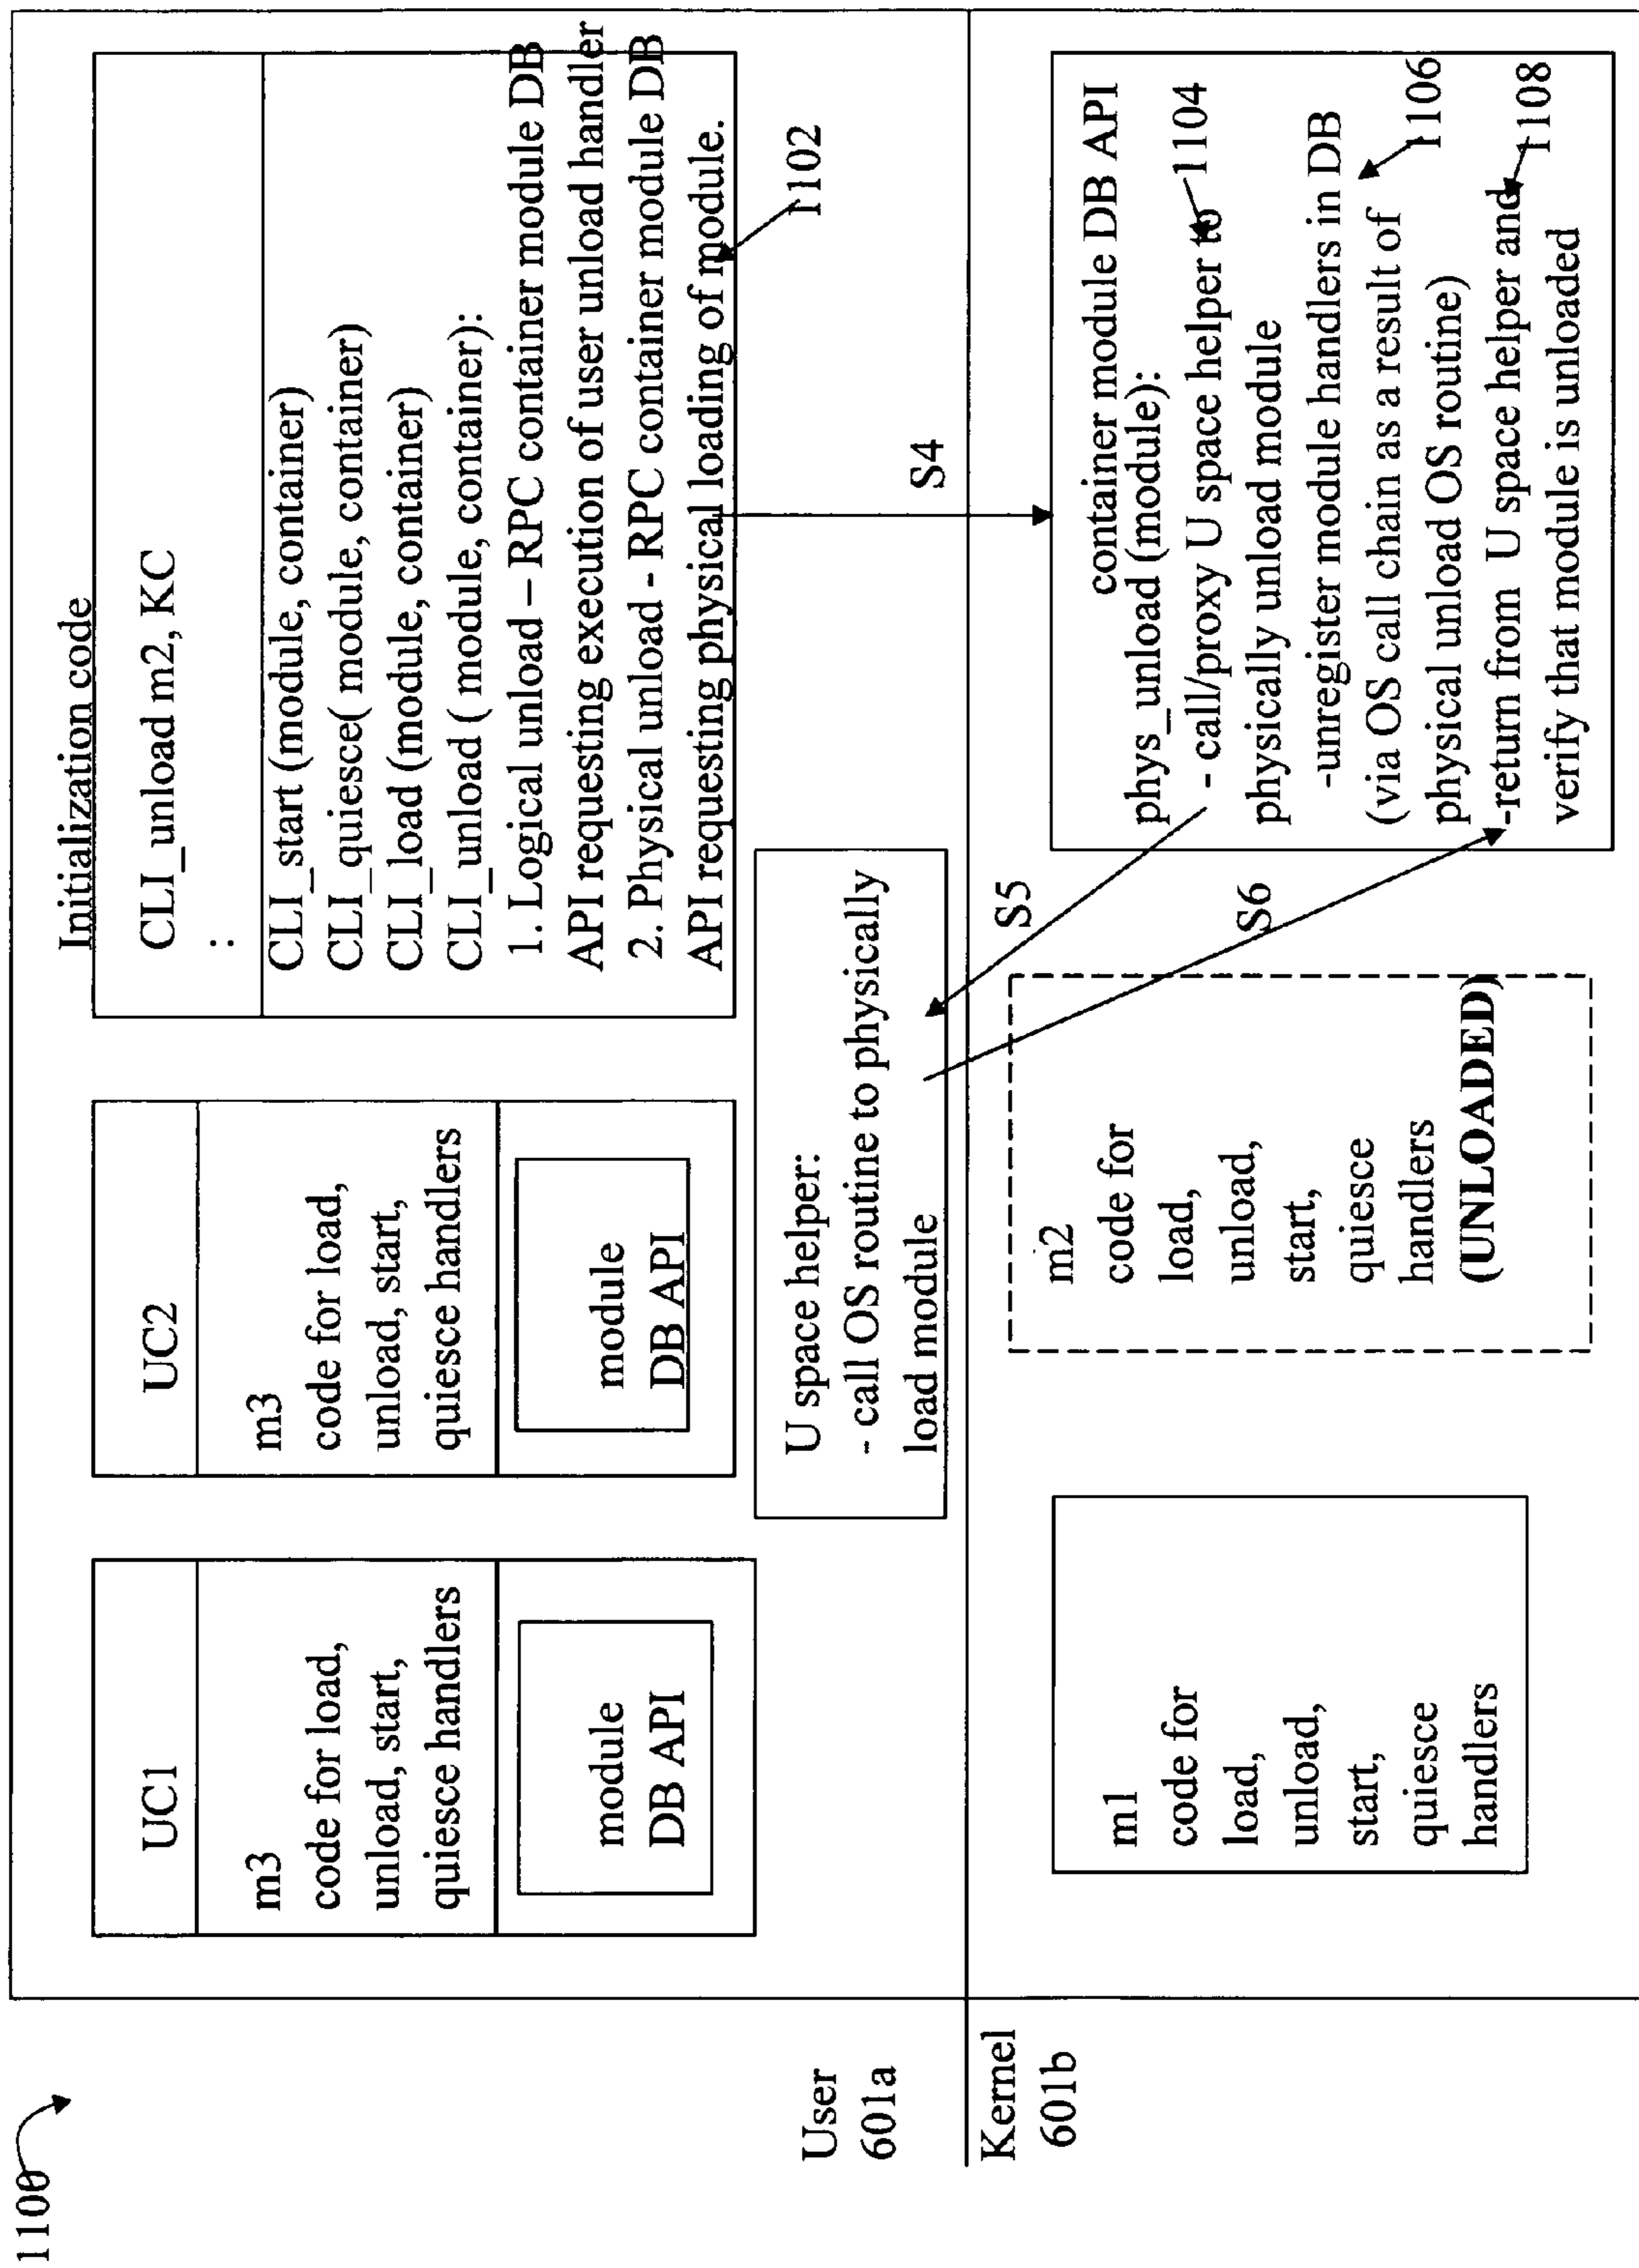 1100
User
601a
Kernel
601b
UC1
m3
code for load,
unload, start,
quiesce handlers
module
DB API
UC2
m3
code for load,
unload, start,
quiesce handlers
module
DB API
Initialization code
CLI_unload m2, KC
:
CLI_start (module, container)
CLI_quiesce( module, container)
CLI_load (module, container)
CLI_unload ( module, container):
1. Logical unload – RPC container module DB
API requesting execution of user unload handler
2. Physical unload - RPC container module DB
API requesting physical loading of module.
1102
U space helper:
- call OS routine to physically
load module
S4
S5
S6
m1
code for
load,
unload,
start,
quiesce
handlers
m2
code for
load,
unload,
start,
quiesce
handlers
(UNLOADED)
container module DB API
phys_unload (module):
- call/proxy U space helper to
physically unload module
-unregister module handlers in DB
(via OS call chain as a result of
physical unload OS routine)
-return from U space helper and
verify that module is unloaded
1104
1106
1108